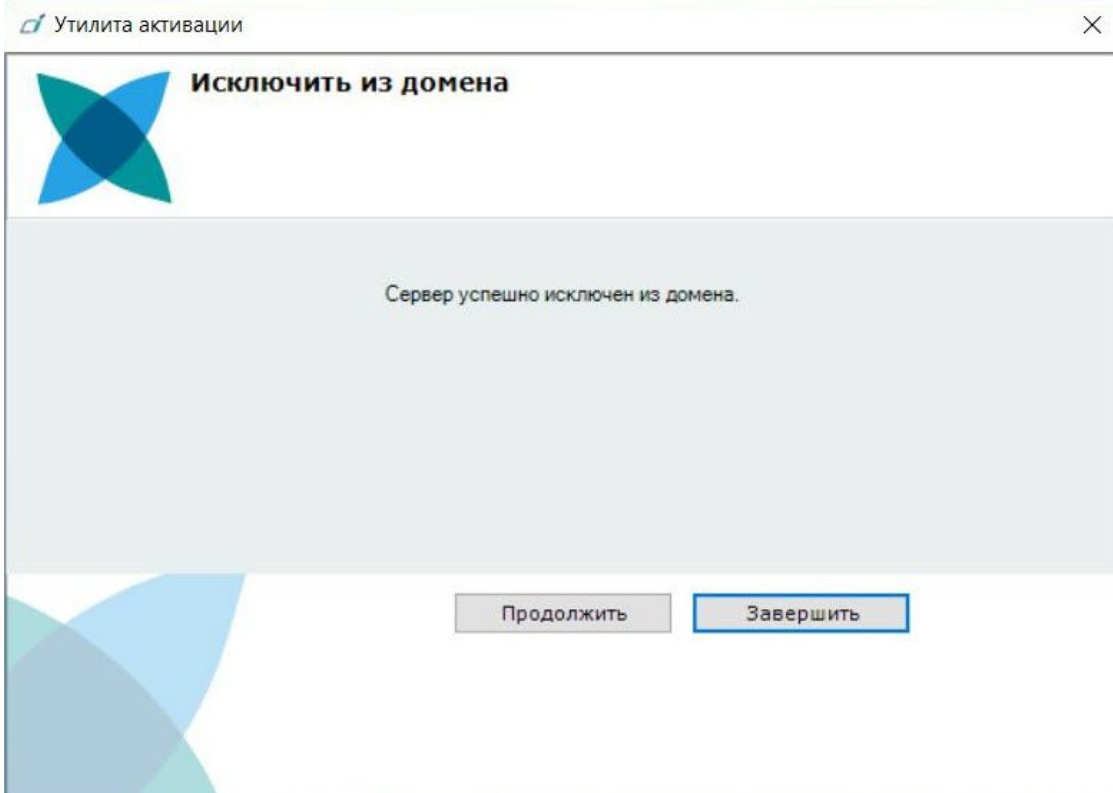 Утилита активации
Исключить из домена
Сервер успешно исключен из домена.
Продолжить
Завершить